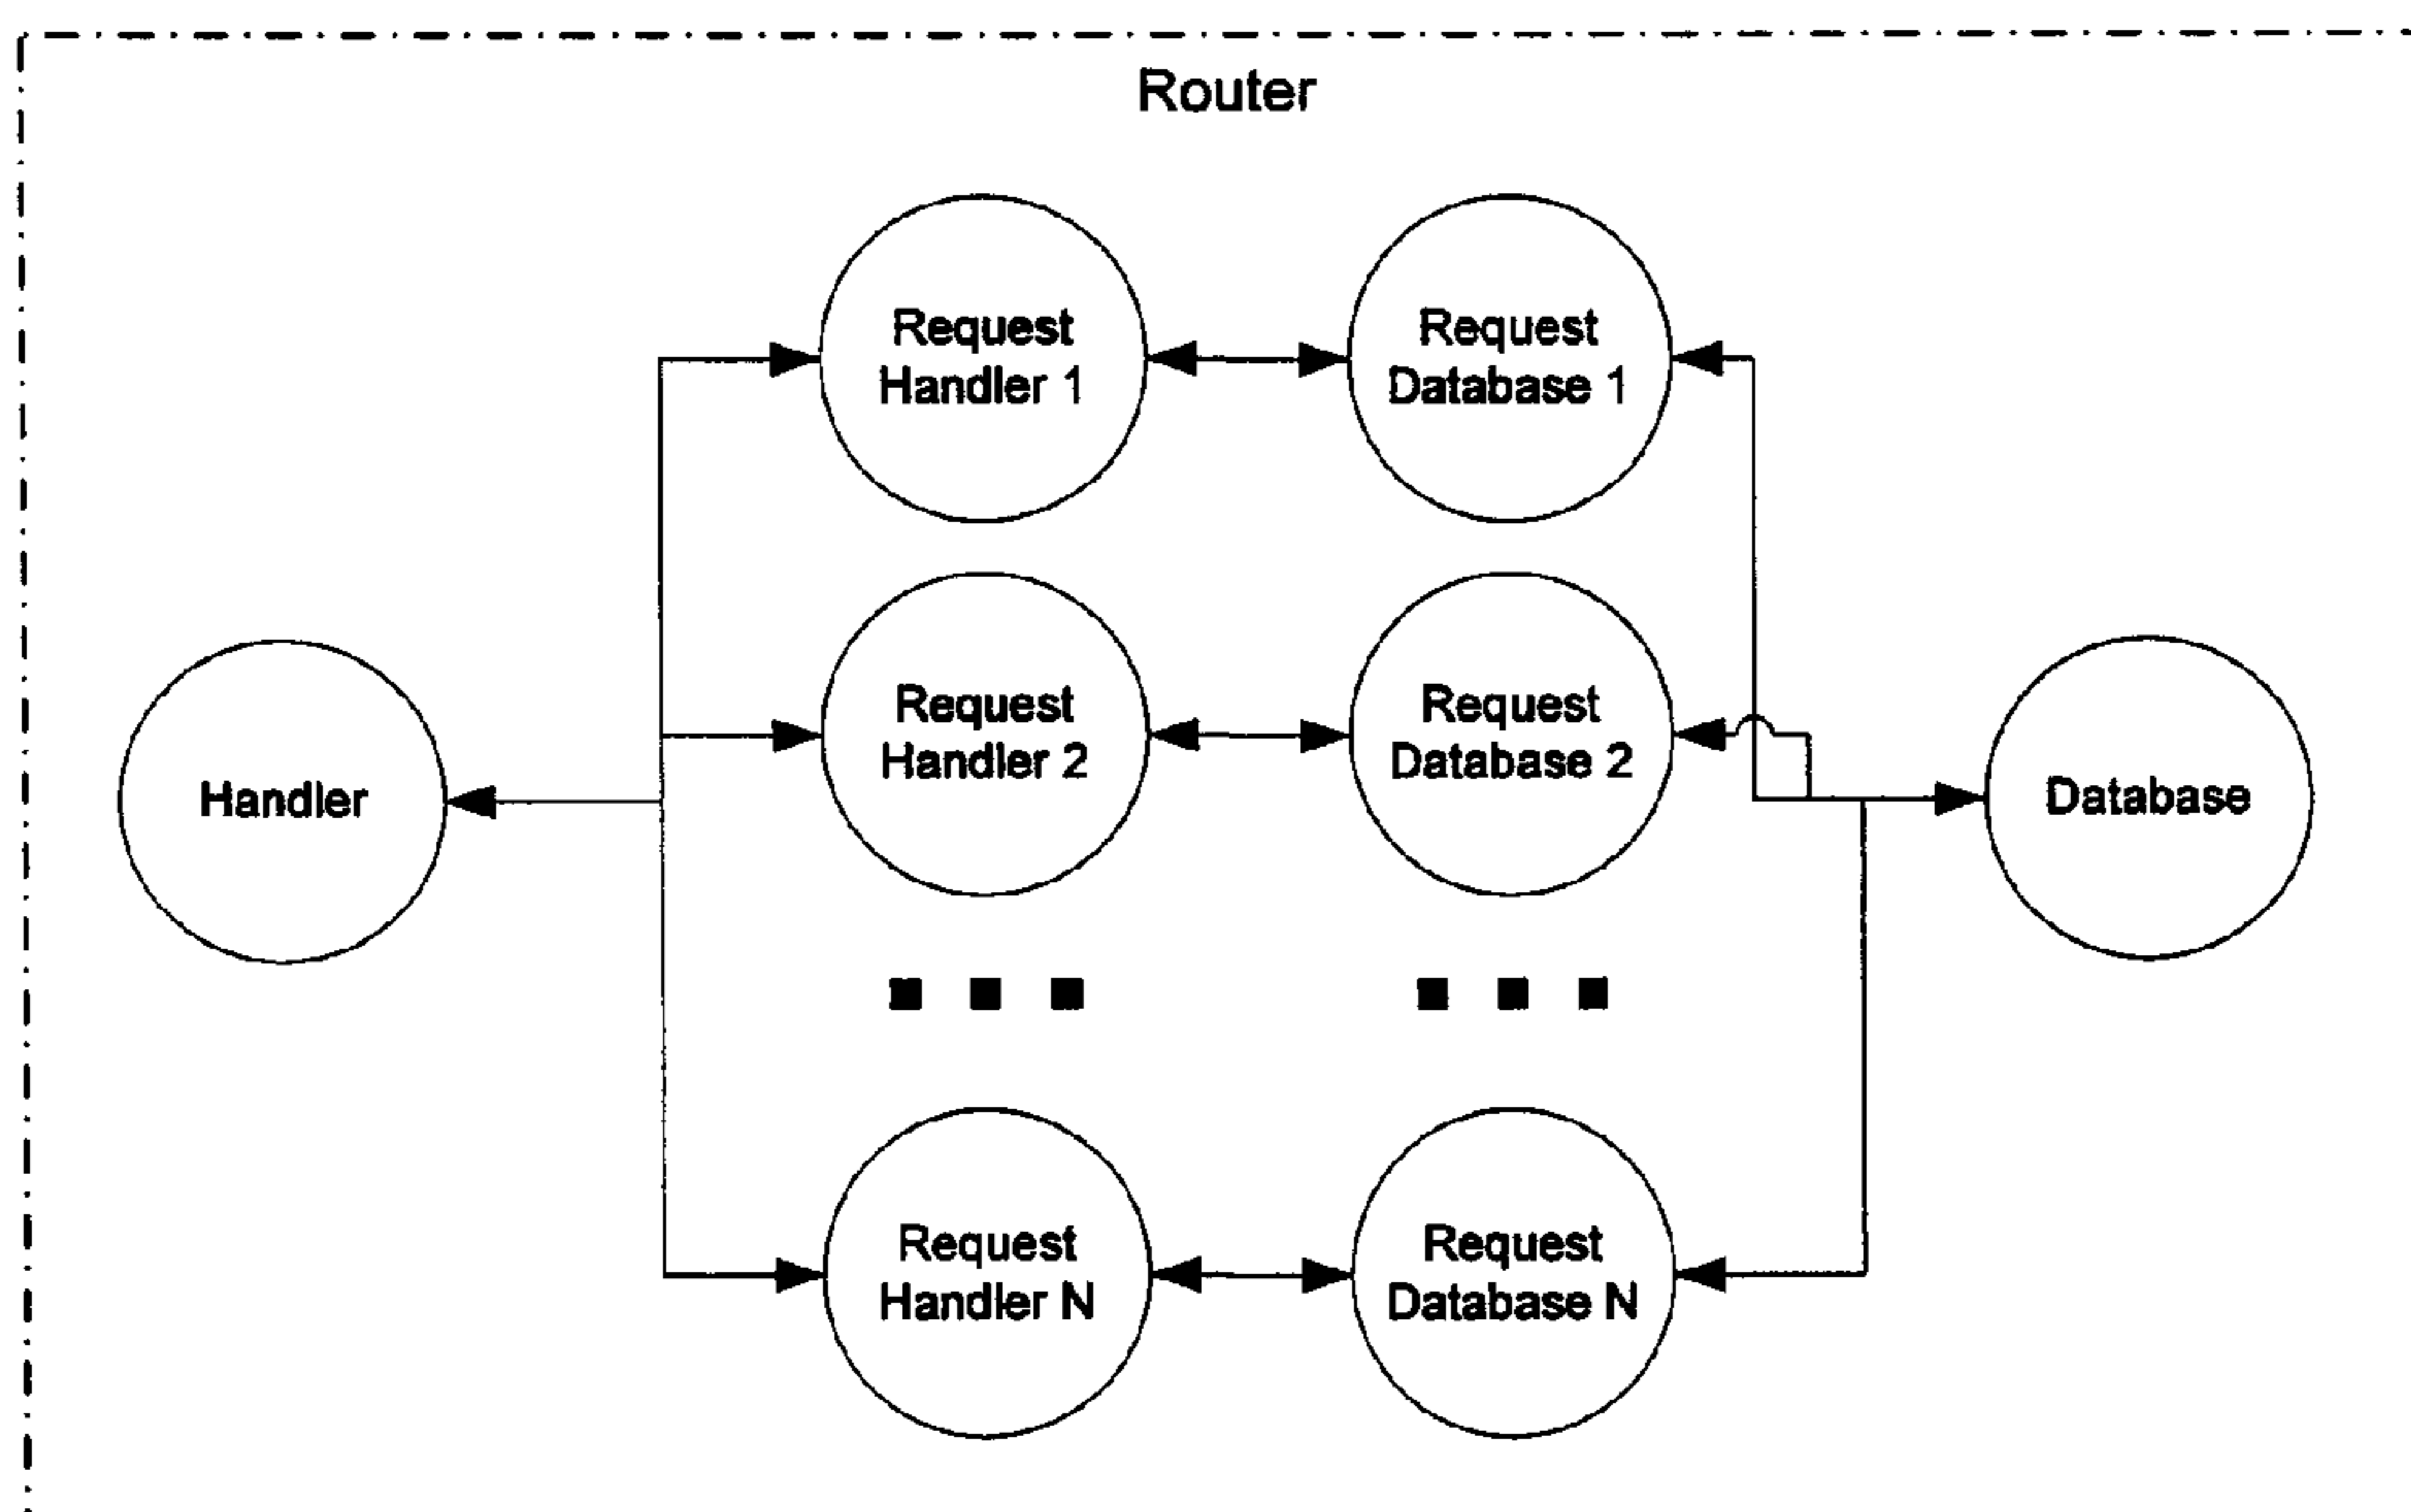 Router
Request
Handler 1
Request
Database 1
Request
Handler 2
Request
Database 2
Handler
Database
Request
Handler N
Request
Database N